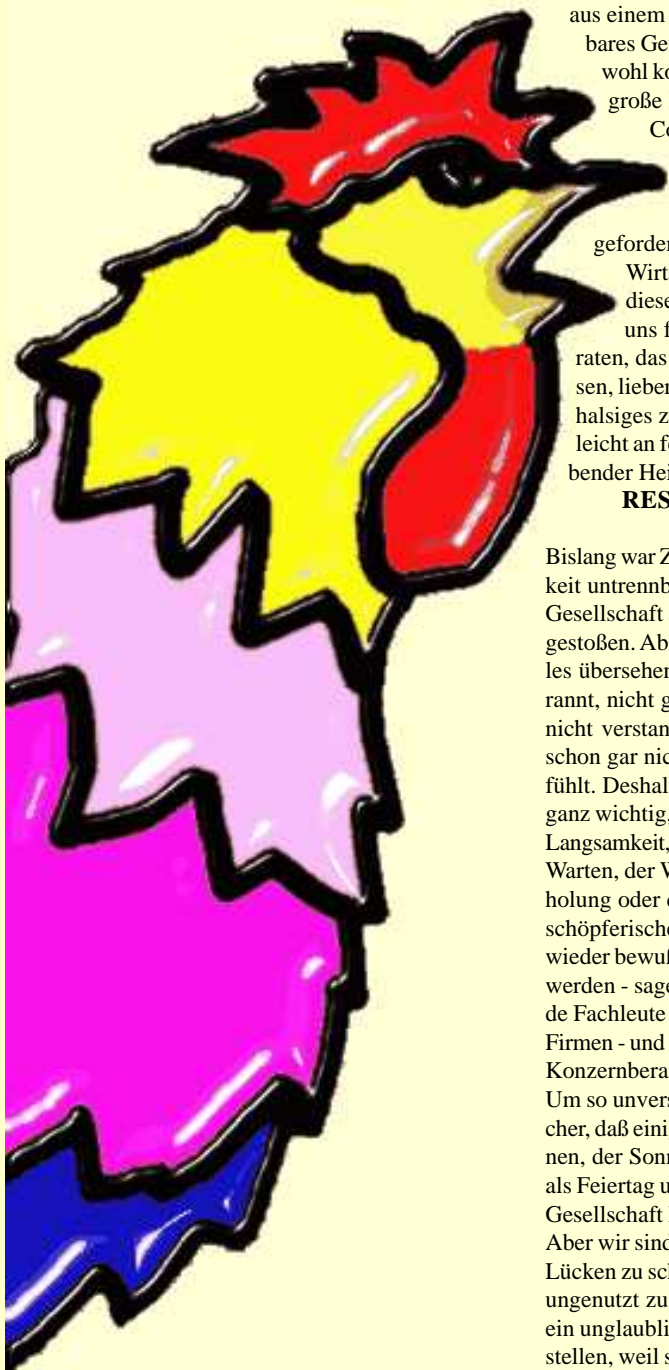 aus einem
bares Ge
wohl ko
große
Co
geforder
Wirt
diese
uns f
raten, das
sen, lieber
halsiges z
leicht an f
bender Hei
RES
Bislang war Z
keit untrennb
Gesellschaft
gestoßen. Ab
les übersehen
rannt, nicht g
nicht verstan
schon gar nic
fühlt. Deshal
ganz wichtig,
Langsamkeit,
Warten, der W
holung oder
schöpferische
wieder bewuß
werden - sage
de Fachleute
Firmen - und
Konzernbera
Um so unvers
cher, daß eini
nen, der Sonn
als Feiertag u
Gesellschaft
Aber wir sind
Lücken zu sc
ungenutzt zu
ein unglaubli
stellen, weil s